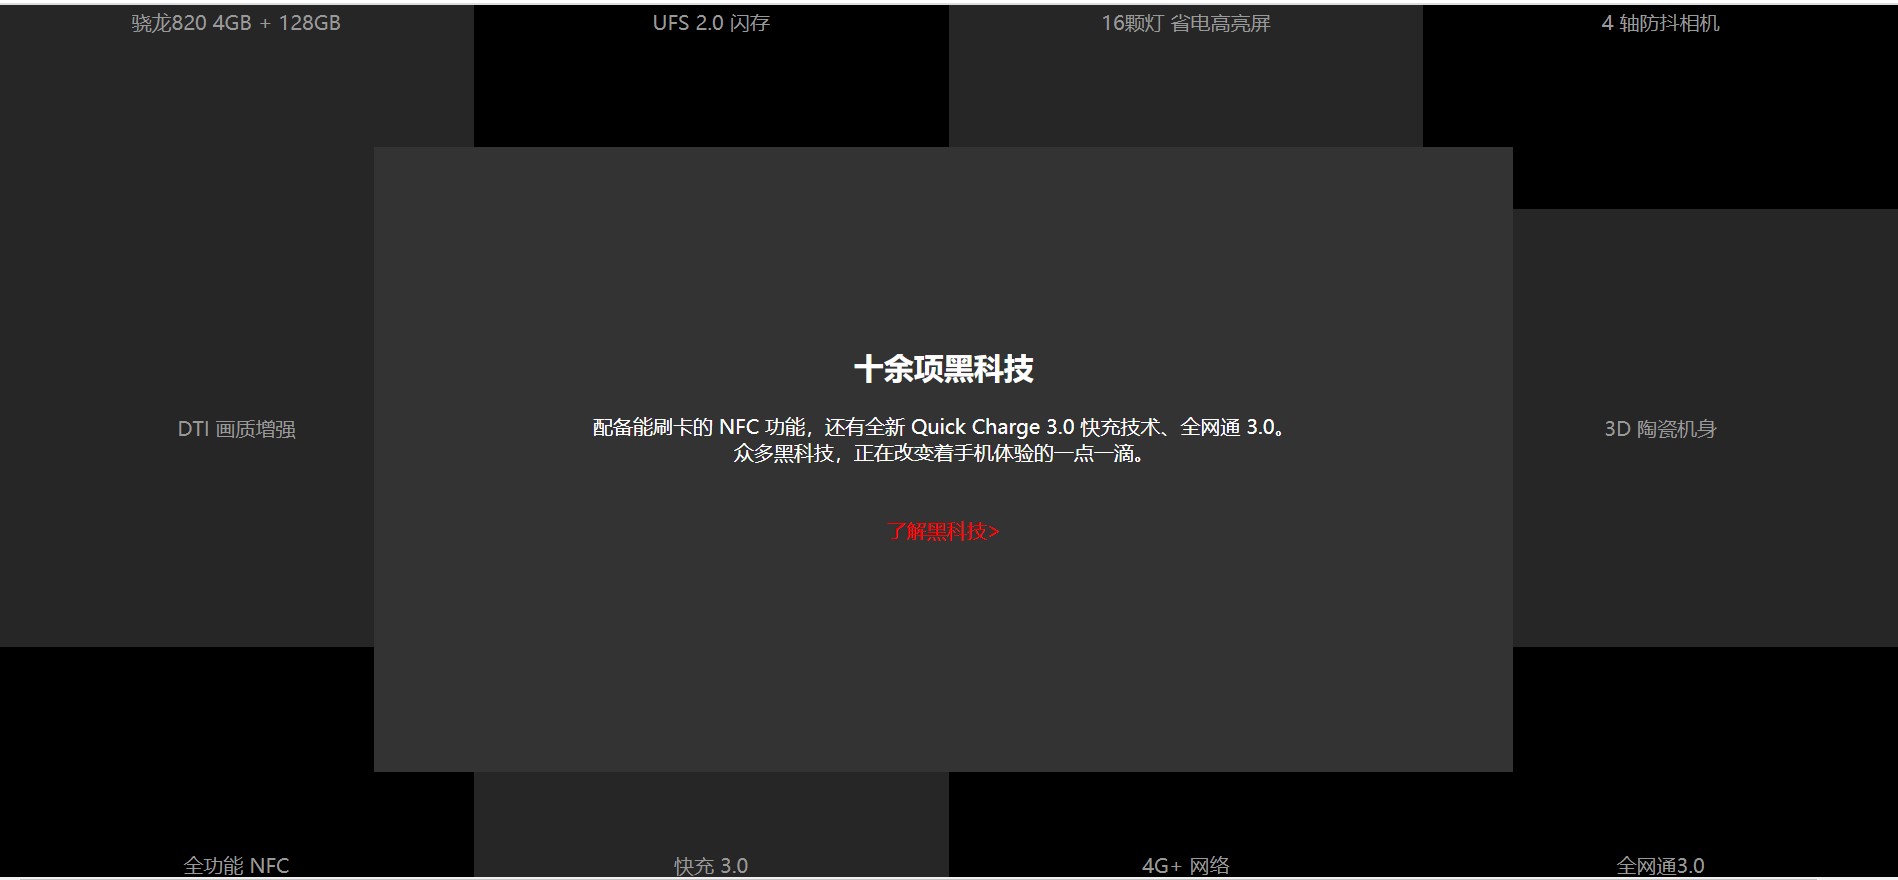 骁龙820 4GB + 128GB
UFS 2.0 闪存
16颗灯 省电高亮屏
4 轴防抖相机
十余项黑科技
配备能刷卡的 NFC 功能，还有全新 Quick Charge 3.0 快充技术、全网通 3.0。
众多黑科技，正在改变着手机体验的一点一滴。
了解黑科技>
DTI 画质增强
3D 陶瓷机身
全功能 NFC
快充 3.0
4G+ 网络
全网通3.0